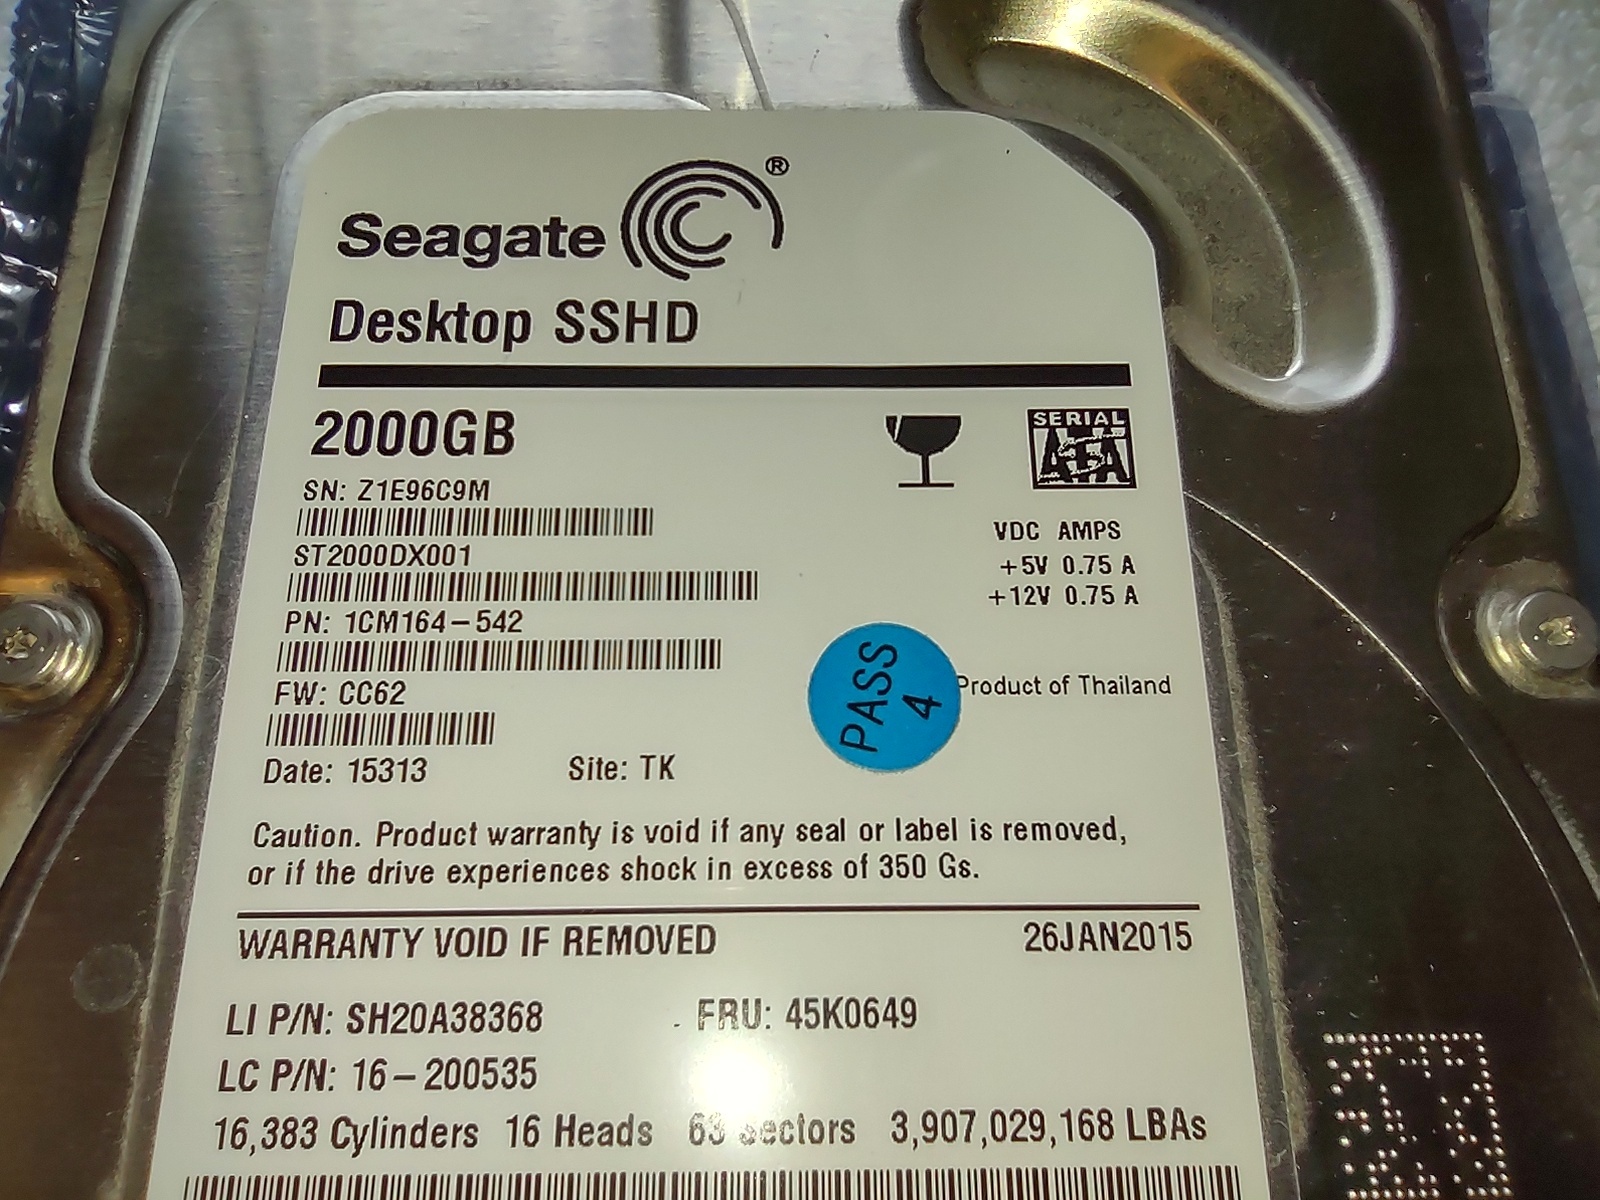 Seagate®
Desktop SSHD
2000GB
SERIAL
ATA
SN: Z1E96C9M
VDC AMPS
ST2000DX001
+5V 0.75 A
+12V 0.75 A
PN: 1CM164-542
PASS
4
Product of Thailand
FW: CC62
Date: 15313 Site: TK
Caution. Product warranty is void if any seal or label is removed,
or if the drive experiences shock in excess of 350 Gs.
WARRANTY VOID IF REMOVED 26JAN2015
LI P/N: SH20A38368 FRU: 45K0649
LC P/N: 16-200535
16,383 Cylinders 16 Heads 63 Sectors 3,907,029,168 LBAs